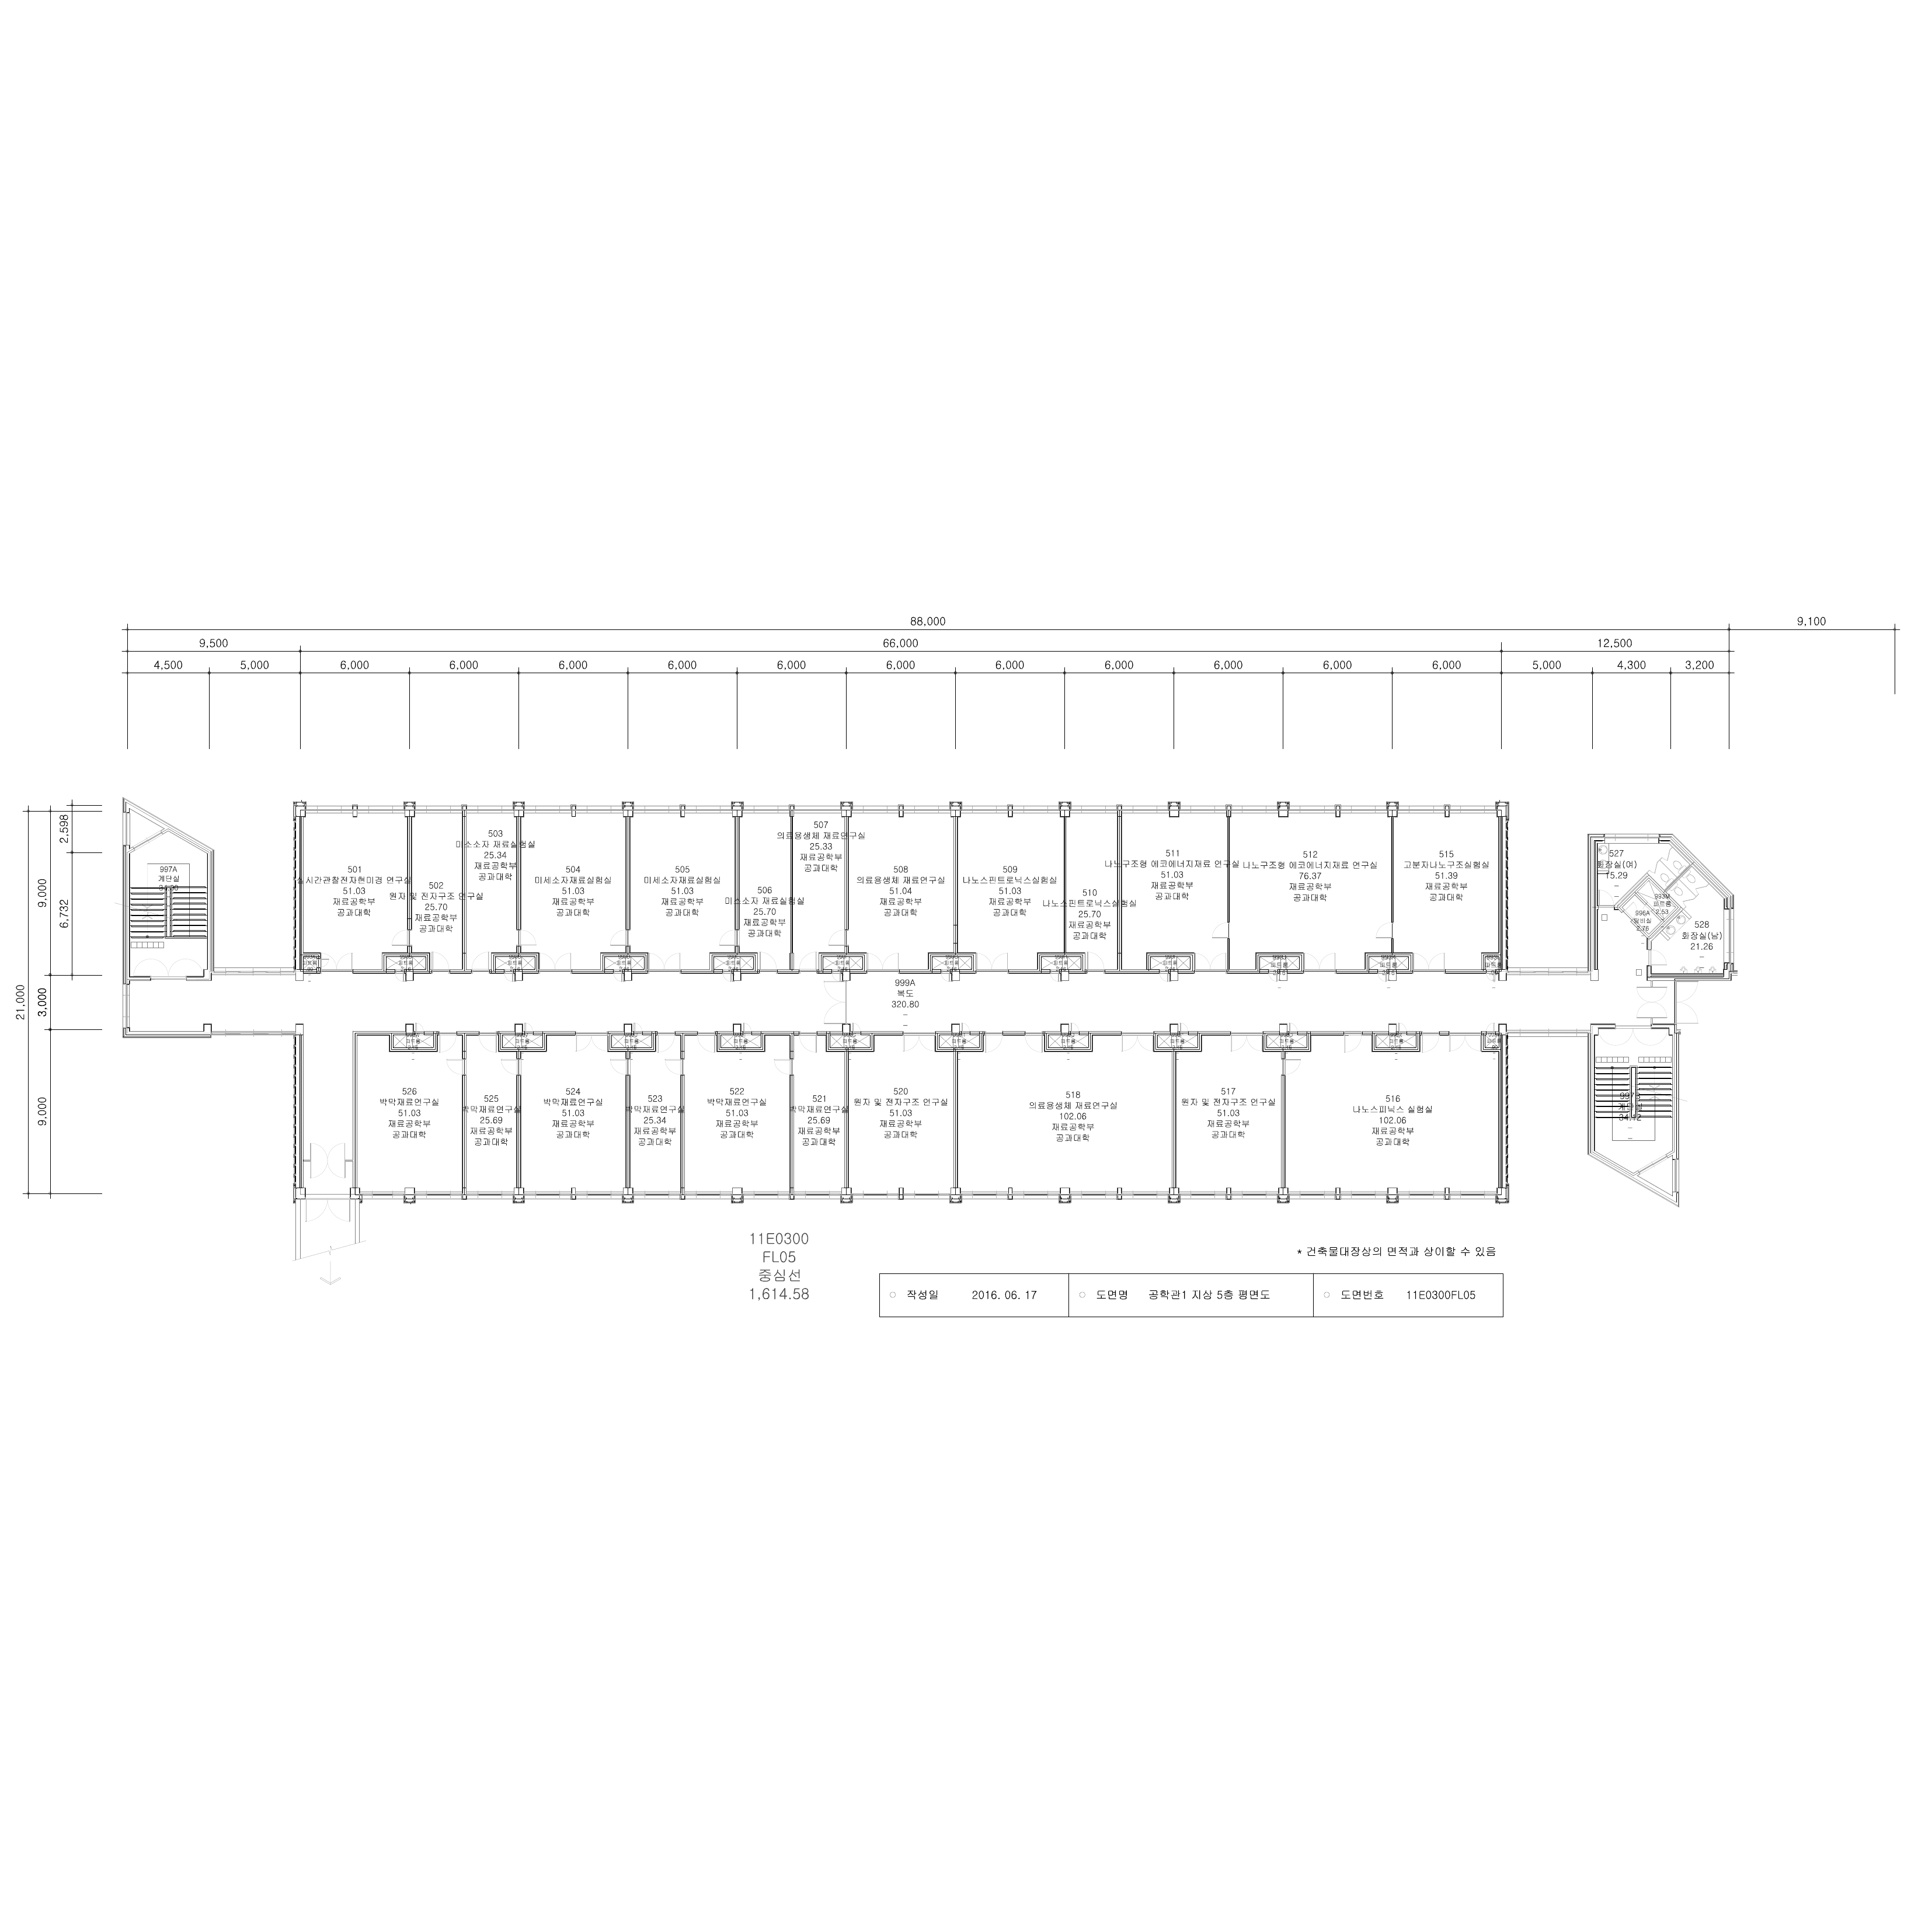 88,000
9,100
9,500
66,000
12,500
4,500
5,000
6,000
6,000
6,000
6,000
6,000
6,000
6,000
6,000
6,000
6,000
6,000
5,000
4,300
3,200
21,000
9,000
3,000
9,000
2,598
6,732
997A
계단실
501
실시간관찰전자현미경 연구실
51.03
재료공학부
공과대학
502
원자 및 전자구조 연구실
25.70
재료공학부
공과대학
503
미소소자 재료실험실
25.34
재료공학부
공과대학
504
미세소자재료실험실
51.03
재료공학부
공과대학
505
미세소자재료실험실
51.03
재료공학부
공과대학
506
미소소자 재료실험실
25.70
재료공학부
공과대학
507
의료용생체 재료연구실
25.33
재료공학부
공과대학
508
의료용생체 재료연구실
51.04
재료공학부
공과대학
509
나노스핀트로닉스실험실
51.03
재료공학부
공과대학
510
나노스핀트로닉스실험실
25.70
재료공학부
공과대학
511
나노구조형 에코에너지재료 연구실
51.03
재료공학부
공과대학
512
나노구조형 에코에너지재료 연구실
76.37
재료공학부
공과대학
515
고분자나노구조실험실
51.39
재료공학부
공과대학
527
화장실(여)
15.29
993M
피트룸
2.53
996A
528
화장실(남)
21.26
999A
복도
320.80
526
박막재료연구실
51.03
재료공학부
공과대학
525
박막재료연구실
25.69
재료공학부
공과대학
524
박막재료연구실
51.03
재료공학부
공과대학
523
박막재료연구실
25.34
재료공학부
공과대학
522
박막재료연구실
51.03
재료공학부
공과대학
521
박막재료연구실
25.69
재료공학부
공과대학
520
원자 및 전자구조 연구실
51.03
재료공학부
공과대학
518
의료용생체 재료연구실
102.06
재료공학부
공과대학
517
원자 및 전자구조 연구실
51.03
재료공학부
공과대학
516
나노스피닉스 실험실
102.06
재료공학부
공과대학
34.72
11E0300
FL05
중심선
1,614.58
* 건축물대장상의 면적과 상이할 수 있음
작성일 2016. 06. 17 도면명 공학관1 지상 5층 평면도 도면번호 11E0300FL05